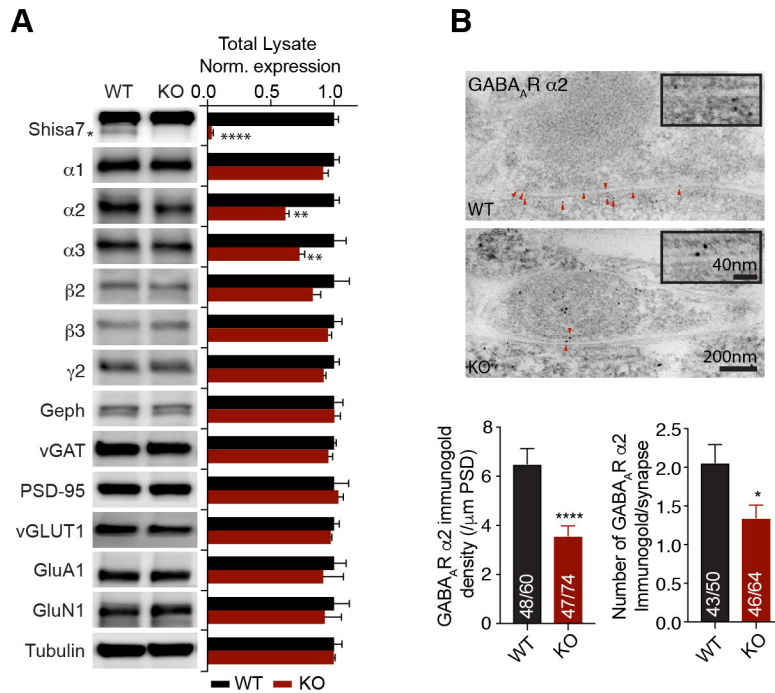 A
Total Lysate
Norm. expression
WT KO
0.0 0.5 1.0
Shisa7
*
****
α1
α2
**
α3
**
β2
β3
γ2
Geph
vGAT
PSD-95
vGLUT1
GluA1
GluN1
Tubulin
WT KO
B
GABAAR α2
WT
40nm
KO
200nm
GABAAR α2 immunogold
density (/μm PSD)
8
6
4
2
0
****
48/60
47/74
WT
KO
Number of GABAAR α2
Immunogold/synapse
2.5
2.0
1.5
1.0
0.5
0.0
*
43/50
46/64
WT
KO